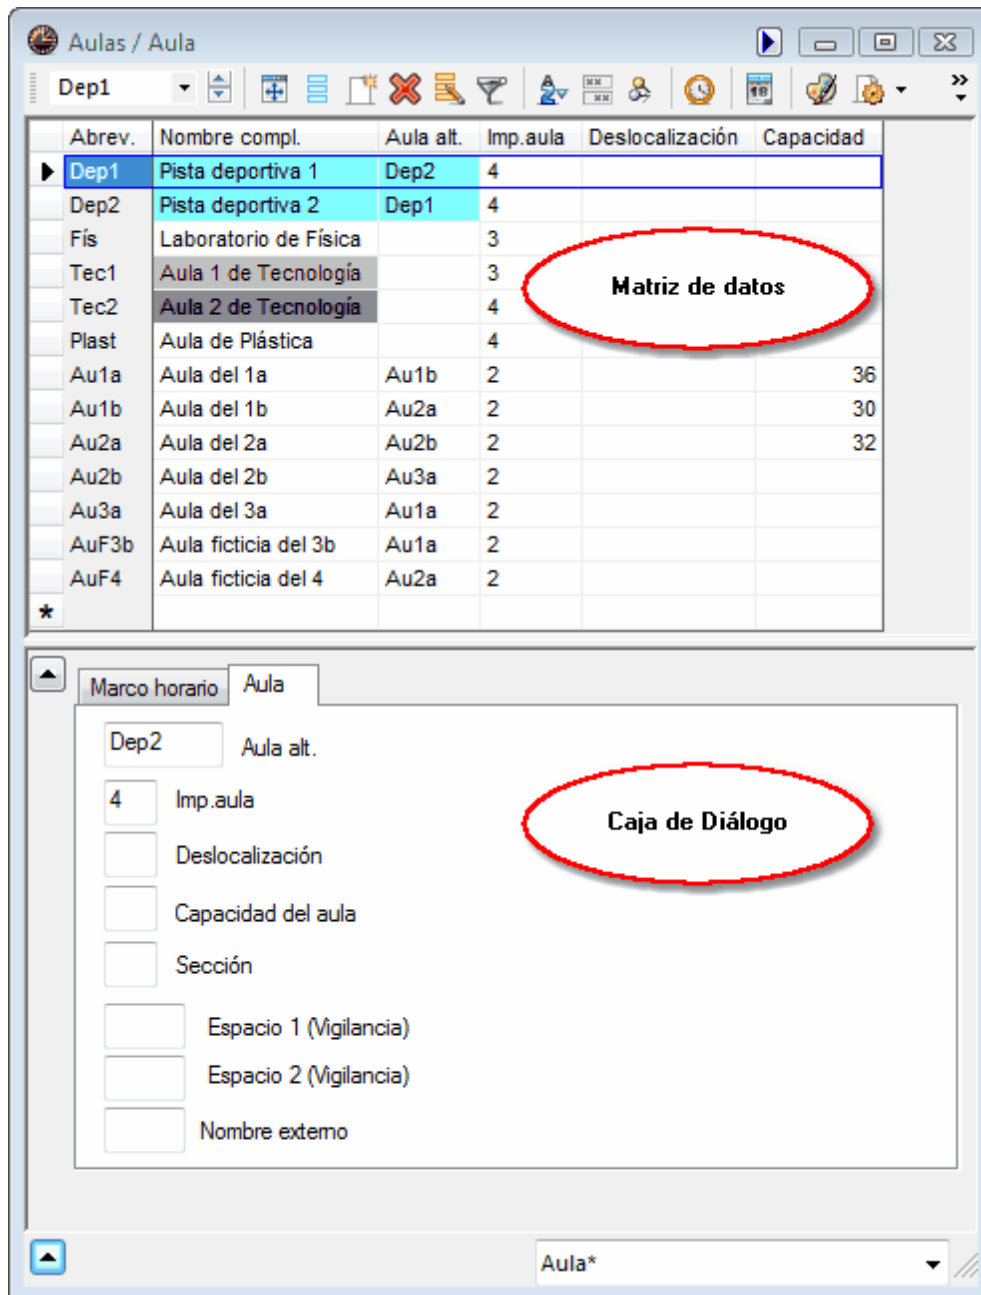 Aulas / Aula
Dep1
Abrev. Nombre compl. Aula alt. Imp.aula Deslocalización Capacidad
Dep1 Pista deportiva 1 Dep2 4
Dep2 Pista deportiva 2 Dep1 4
Fís Laboratorio de Física 3
Tec1 Aula 1 de Tecnología 3
Tec2 Aula 2 de Tecnología 4
Plast Aula de Plástica 4
Au1a Aula del 1a Au1b 2 36
Au1b Aula del 1b Au2a 2 30
Au2a Aula del 2a Au2b 2 32
Au2b Aula del 2b Au3a 2
Au3a Aula del 3a Au1a 2
AuF3b Aula ficticia del 3b Au1a 2
AuF4 Aula ficticia del 4 Au2a 2
*
Matriz de datos
Marco horario Aula
Dep2 Aula alt.
4 Imp.aula
Deslocalización
Capacidad del aula
Sección
Espacio 1 (Vigilancia)
Espacio 2 (Vigilancia)
Nombre externo
Caja de Diálogo
Aula*